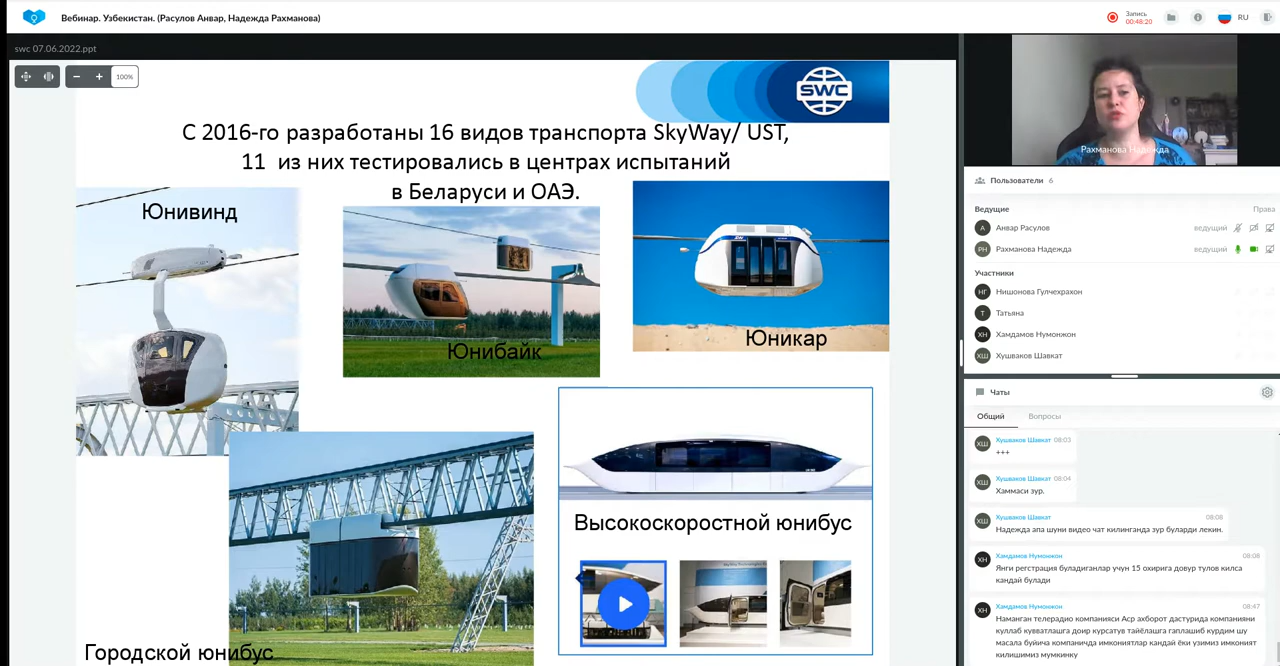 Вебинар. Узбекистан. (Расулов Анвар, Надежда Рахманова)
Запись
00:48:20
RU
swc 07.06.2022.ppt
100%
SWC
С 2016-го разработаны 16 видов транспорта SkyWay/ UST,
11 из них тестировались в центрах испытаний
в Беларуси и ОАЭ.
Юнивинд
Юнибайк
Юникар
Высокоскоростной юнибус
Городской юнибус
Рахманова Надежда
Пользователи 6
Ведущие Права
А Анвар Расулов ведущий
РН Рахманова Надежда ведущий
Участники
НГ Нишонова Гулчехрахон
Т Татьяна
ХН Хамдамов Нумонжон
ХШ Хушваков Шавкат
Чаты
Общий Вопросы
ХШ Хушваков Шавкат 08:03
+++
ХШ Хушваков Шавкат 08:04
Хаммаси зур.
ХШ Хушваков Шавкат 08:08
Надежда апа шуни видео чат килинганда зур буларди лекин.
ХН Хамдамов Нумонжон 08:08
Янги регстрация буладиганлар учун 15 охирига довур тулов килса
кандай булади
ХН Хамдамов Нумонжон 08:47
Наманган телерадио компанияси Аср ахборот дастурида компанияни
куллаб кувватлашга доир курсатув тайёлашга гаплашиб курдим шу
масала буйича компаничда имкониятлар кандай ёки узимиз имконият
килишимиз мумкинку